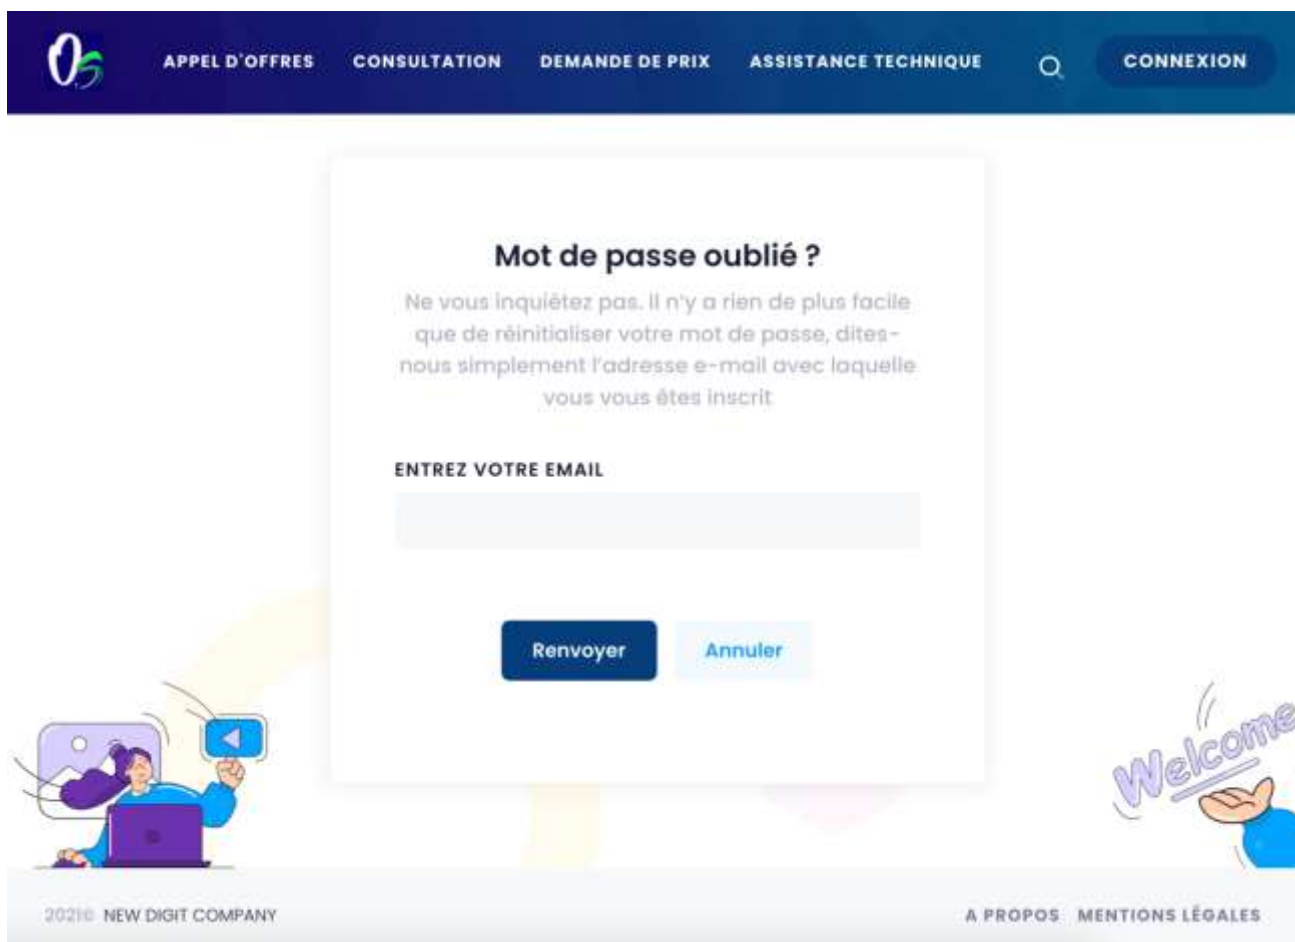 Os
APPEL D'OFFRES CONSULTATION DEMANDE DE PRIX ASSISTANCE TECHNIQUE CONNEXION
Mot de passe oublié ?
Ne vous inquiétez pas. il n'y a rien de plus facile
que de réinitialiser votre mot de passe, dites-
nous simplement l'adresse e-mail avec laquelle
vous vous êtes inscrit
ENTREZ VOTRE EMAIL
Renvoyer Annuler
Welcome
2021© NEW DIGIT COMPANY A PROPOS MENTIONS LÉGALES